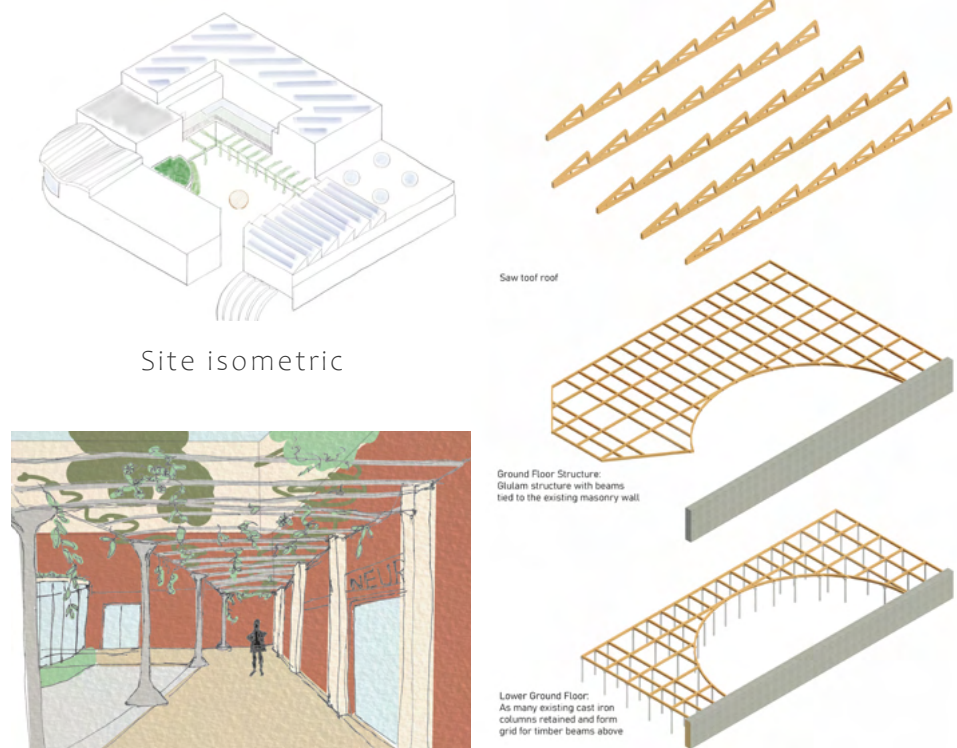 Site isometric
NEUR
Saw toof roof
Ground Floor Structure:
Glulam structure with beams
tied to the existing masonry wall
Lower Ground Floor:
As many existing cast iron
columns retained and form
grid for timber beams above